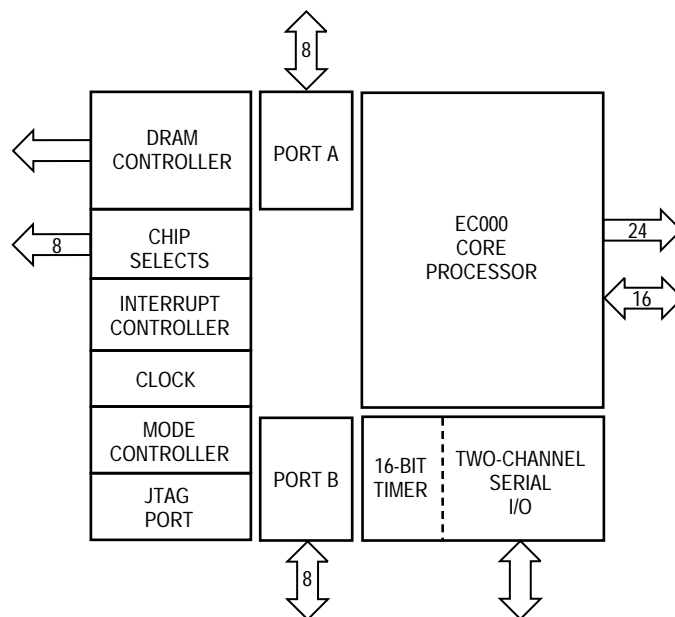 8
DRAM
CONTROLLER
PORT A
EC000
CORE
PROCESSOR
24
16
8
CHIP
SELECTS
INTERRUPT
CONTROLLER
CLOCK
MODE
CONTROLLER
JTAG
PORT
PORT B
16-BIT
TIMER
TWO-CHANNEL
SERIAL
I/O
8